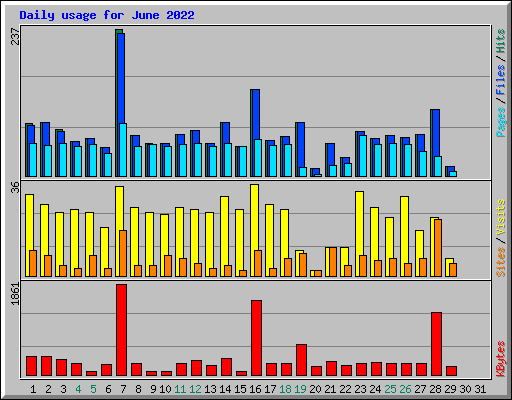 Daily usage for June 2022
237
Pages / Files / Hits
36
Sites / Visits
1861
KBytes
1 2 3 4 5 6 7 8 9 10 11 12 13 14 15 16 17 18 19 20 21 22 23 24 25 26 27 28 29 30 31